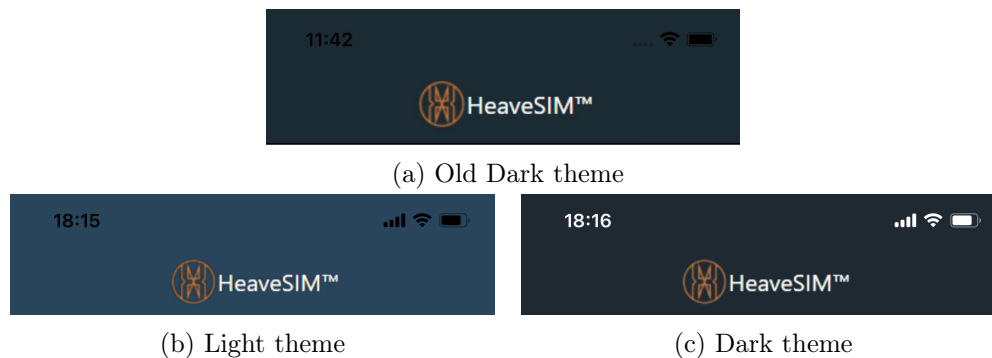 11:42
HeaveSIM™
(a) Old Dark theme
18:15
HeaveSIM™
(b) Light theme
18:16
HeaveSIM™
(c) Dark theme